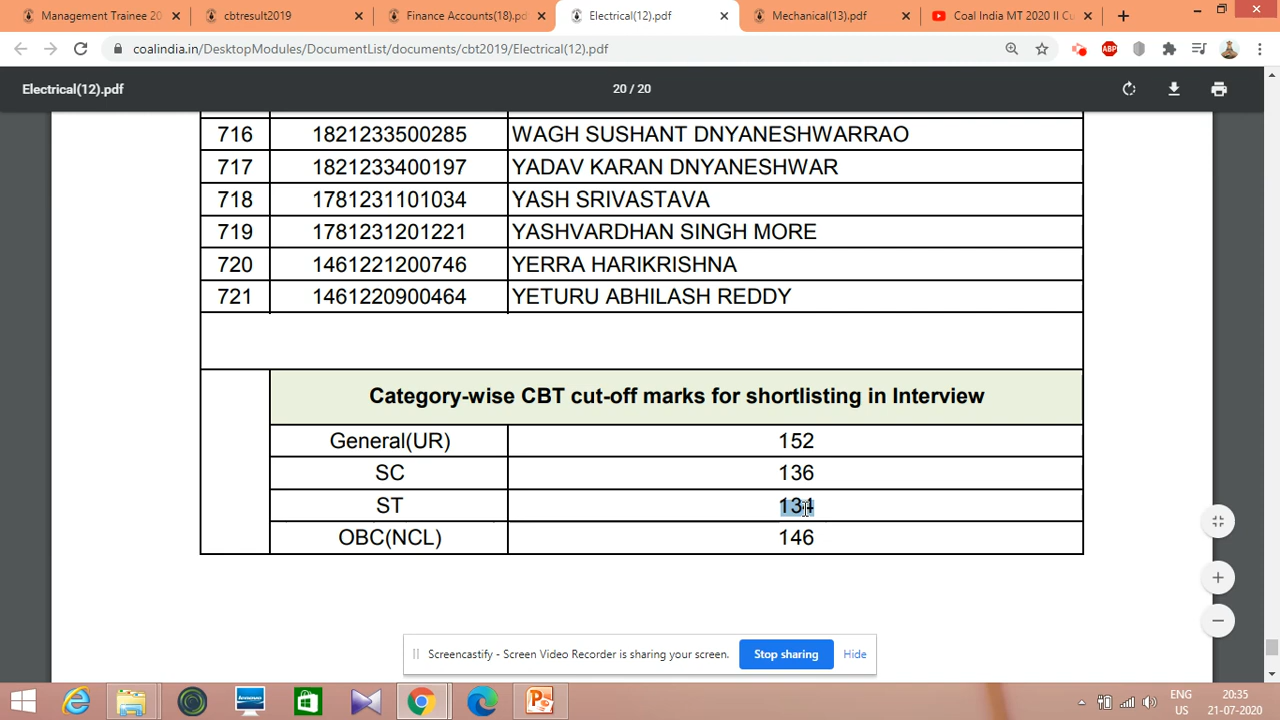 Management Trainee 20
cbtresult2019
Finance Accounts(18).pd
Electrical(12).pdf
Mechanical(13).pdf
Coal India MT 2020 II Cu
coalindia.in/DesktopModules/DocumentList/documents/cbt2019/Electrical(12).pdf
ABP
Electrical(12).pdf
20 / 20
716 1821233500285 WAGH SUSHANT DNYANESHWARRAO
717 1821233400197 YADAV KARAN DNYANESHWAR
718 1781231101034 YASH SRIVASTAVA
719 1781231201221 YASHVARDHAN SINGH MORE
720 1461221200746 YERRA HARIKRISHNA
721 1461220900464 YETURU ABHILASH REDDY
Category-wise CBT cut-off marks for shortlisting in Interview
General(UR) 152
SC 136
ST 134
OBC(NCL) 146
Screencastify - Screen Video Recorder is sharing your screen.
Stop sharing
Hide
ENG
US
20:35
21-07-2020